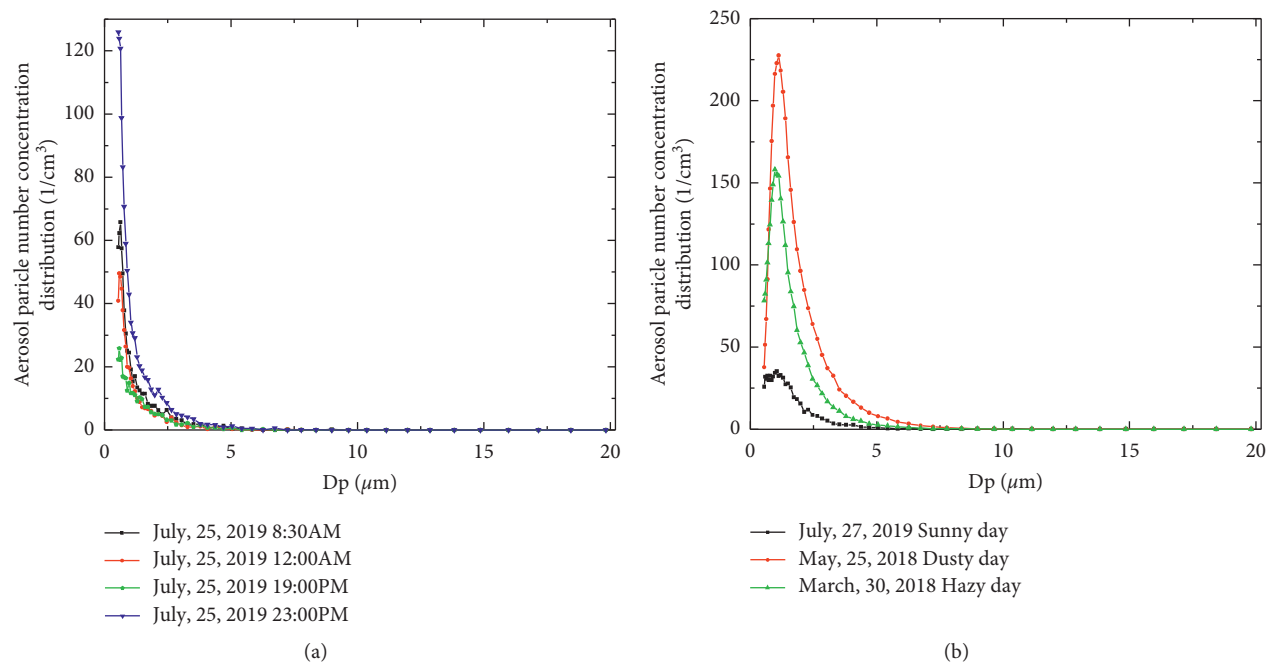 Aerosol paricle number concentration
distribution (1/cm³)
120
100
80
60
40
20
0
0
5
10
15
20
Dp (μm)
July, 25, 2019 8:30AM
July, 25, 2019 12:00AM
July, 25, 2019 19:00PM
July, 25, 2019 23:00PM
(a)
Aerosol paricle number concentration
distribution (1/cm³)
250
200
150
100
50
0
0
5
10
15
20
Dp (μm)
July, 27, 2019 Sunny day
May, 25, 2018 Dusty day
March, 30, 2018 Hazy day
(b)